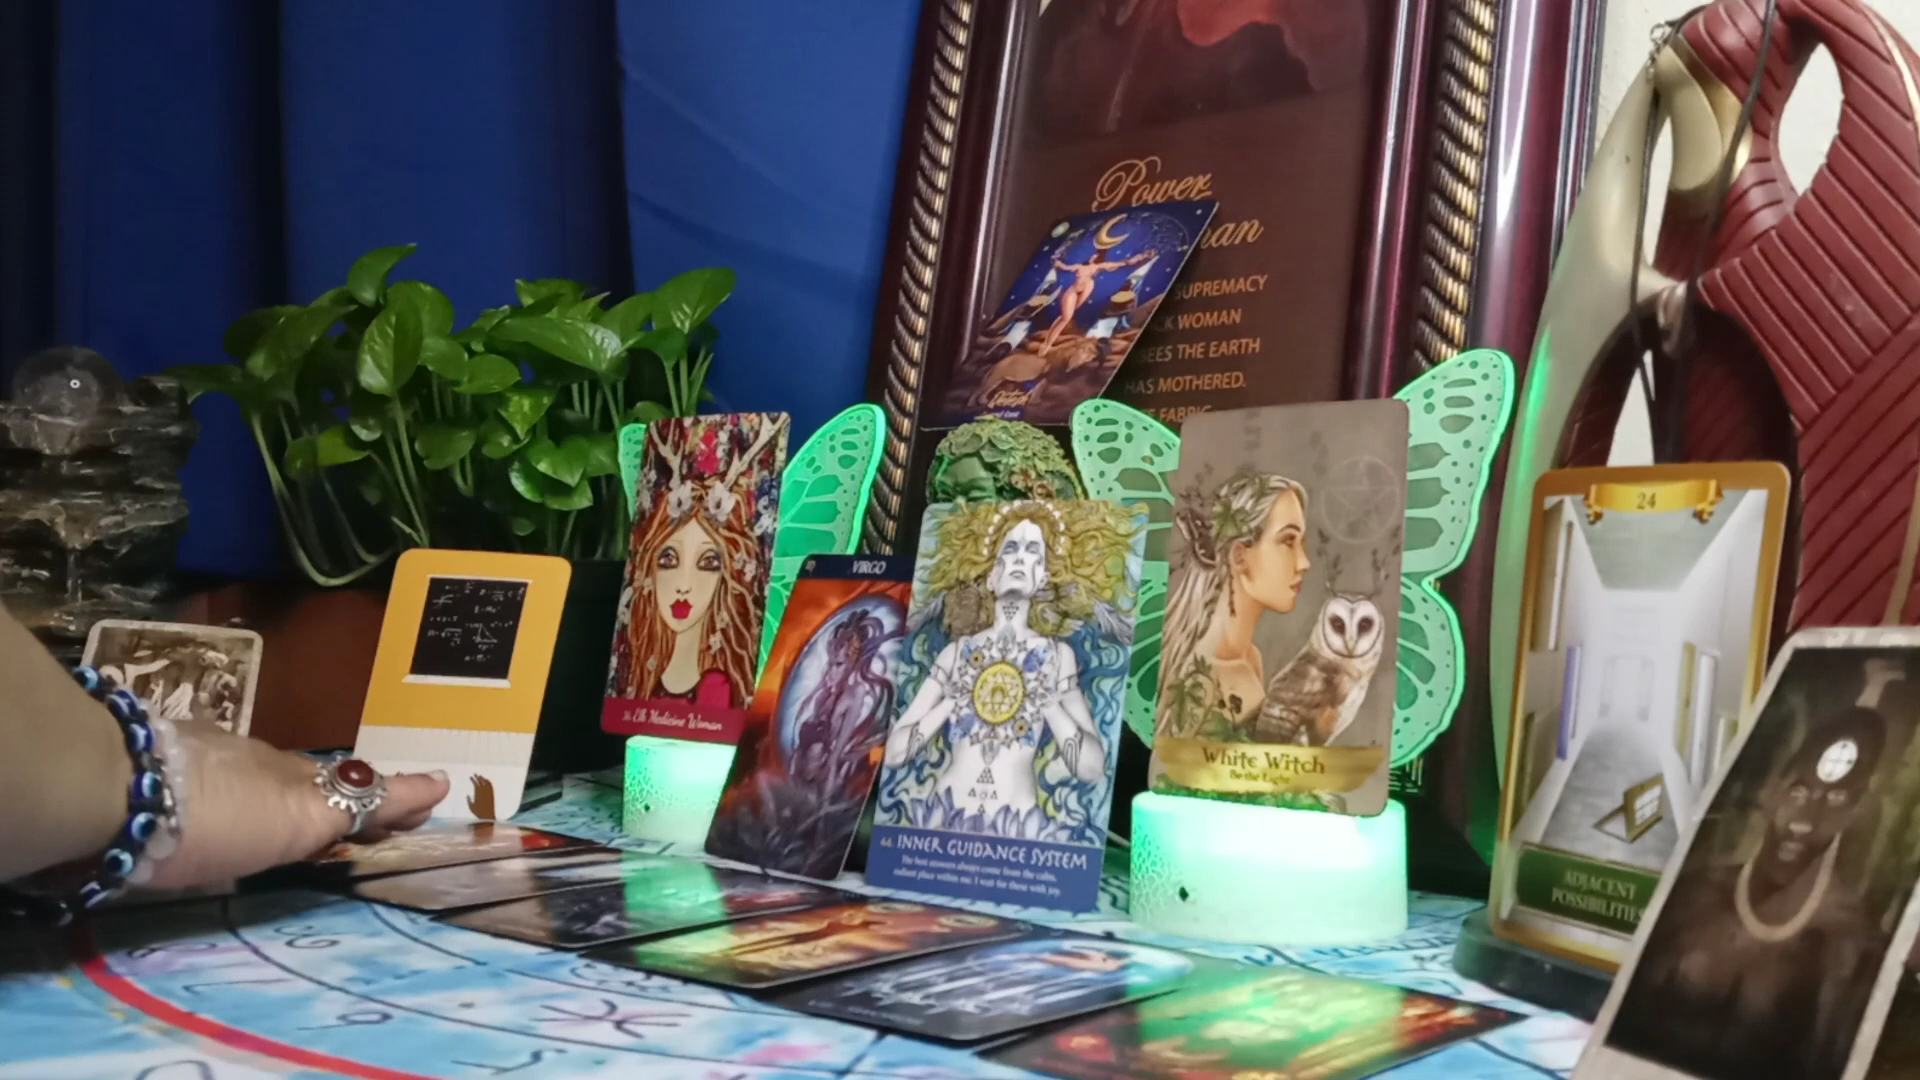 Power
SUPREMACY
WOMAN
SEES THE EARTH
HAS MOTHERED.
FABRIC
VIRGO
Elk Medicine Woman
44. INNER GUIDANCE SYSTEM
The best answers always come from the calm,
radiant place within me. I wait for these with joy.
White Witch
Be the Light
24
ADJACENT
POSSIBILITIES